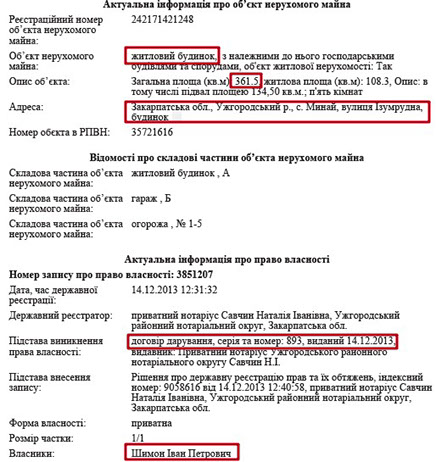 Актуальна інформація про об'єкт нерухомого майна
Реєстраційний номер 242171421248
об'єкта нерухомого
майна:
Об'єкт нерухомого житловий будинок, з належними до нього господарськими
майна: будівлями та спорудами, об'єкт житлової нерухомості: Так
Опис об'єкта: Загальна площа (кв.м): 361.5, житлова площа (кв.м): 108.3, Опис: в
тому числі підвал площею 134,50 кв.м.; п'ять кімнат
Адреса: Закарпатська обл., Ужгородський р., с. Минай, вулиця Ізумрудна,
будинок
Номер обєкта в РПВН: 35721616
Відомості про складові частини об'єкта нерухомого майна
Складова частина об'єкта житловий будинок , А
нерухомого майна:
Складова частина об'єкта гараж , Б
нерухомого майна:
Складова частина об'єкта огорожа , № 1-5
нерухомого майна:
Актуальна інформація про право власності
Номер запису про право власності: 3851207
Дата, час державної 14.12.2013 12:31:32
реєстрації:
Державний реєстратор: приватний нотаріус Савчин Наталія Іванівна, Ужгородський
районний нотаріальний округ, Закарпатська обл.
Підстава виникнення договір дарування, серія та номер: 893, виданий 14.12.2013,
права власності: видавник: Приватний нотаріус Ужгородського районного
нотаріального округу Савчин Н.І.
Підстава внесення Рішення про державну реєстрацію прав та їх обтяжень, індексний
запису: номер: 9058616 від 14.12.2013 12:40:58, приватний нотаріус Савчин
Наталія Іванівна, Ужгородський районний нотаріальний округ,
Закарпатська обл.
Форма власності: приватна
Розмір частки: 1/1
Власники: Шимон Іван Петрович